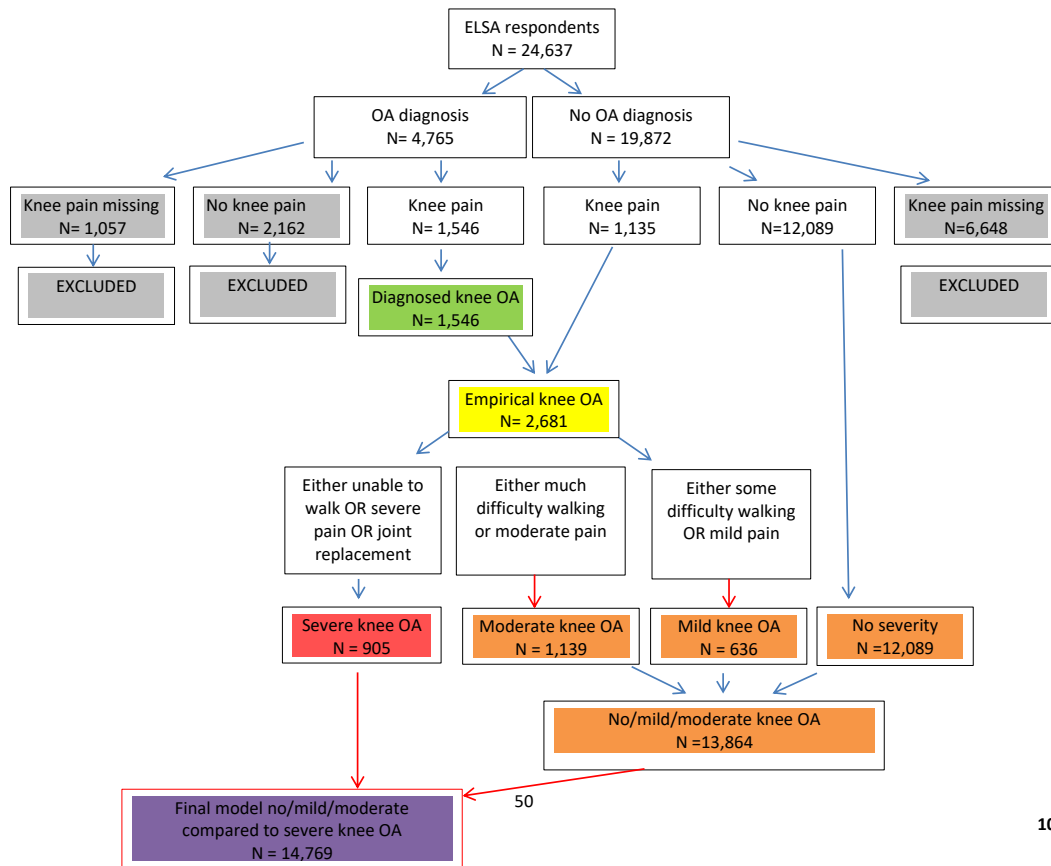 ELSA respondents
N = 24,637
OA diagnosis
N= 4,765
No OA diagnosis
N = 19,872
Knee pain missing
N= 1,057
No knee pain
N= 2,162
Knee pain
N= 1,546
Knee pain
N= 1,135
No knee pain
N=12,089
Knee pain missing
N=6,648
EXCLUDED
EXCLUDED
Diagnosed knee OA
N= 1,546
EXCLUDED
Empirical knee OA
N= 2,681
Either unable to
walk OR severe
pain OR joint
replacement
Either much
difficulty walking
or moderate pain
Either some
difficulty walking
OR mild pain
Severe knee OA
N = 905
Moderate knee OA
N = 1,139
Mild knee OA
N = 636
No severity
N =12,089
No/mild/moderate knee OA
N =13,864
50
Final model no/mild/moderate
compared to severe knee OA
N = 14,769
10